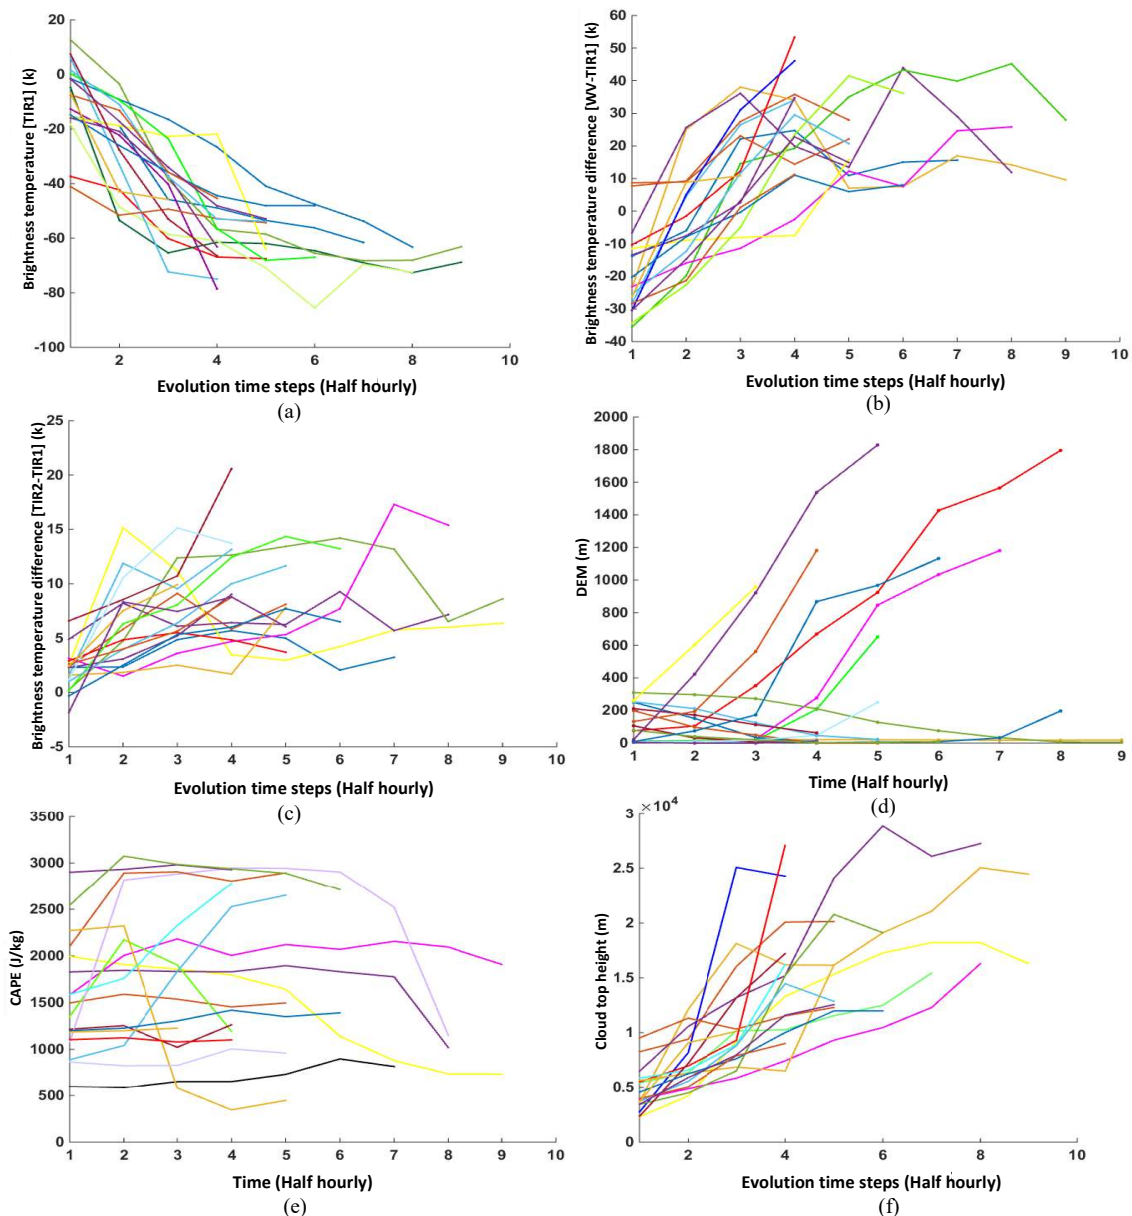 20
0
-20
-40
-60
-80
-100
2 4 6 8 10
Brightness temperature [TIR1] (k)
Evolution time steps (Half hourly)
(a)
60
50
40
30
20
10
0
-10
-20
-30
-40
1 2 3 4 5 6 7 8 9 10
Brightness temperature difference [WV-TIR1] (k)
Evolution time steps (Half hourly)
(b)
25
20
15
10
5
0
-5
1 2 3 4 5 6 7 8 9 10
Brightness temperature difference [TIR2-TIR1] (k)
Evolution time steps (Half hourly)
(c)
2000
1800
1600
1400
1200
1000
800
600
400
200
0
1 2 3 4 5 6 7 8 9
DEM (m)
Time (Half hourly)
(d)
3500
3000
2500
2000
1500
1000
500
0
1 2 3 4 5 6 7 8 9 10
CAPE (J/kg)
Time (Half hourly)
(e)
×10⁴
3
2.5
2
1.5
1
0.5
0
2 4 6 8 10
Cloud top height (m)
Evolution time steps (Half hourly)
(f)